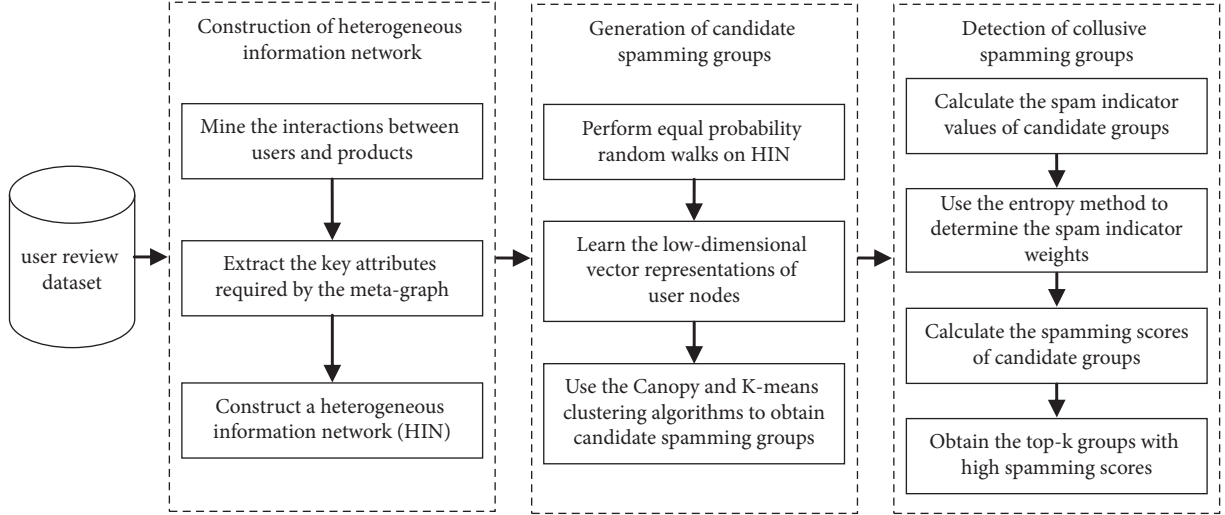 user review
dataset
Construction of heterogeneous
information network
Mine the interactions between
users and products
Extract the key attributes
required by the meta-graph
Construct a heterogeneous
information network (HIN)
Generation of candidate
spamming groups
Perform equal probability
random walks on HIN
Learn the low-dimensional
vector representations of
user nodes
Use the Canopy and K-means
clustering algorithms to obtain
candidate spamming groups
Detection of collusive
spamming groups
Calculate the spam indicator
values of candidate groups
Use the entropy method to
determine the spam indicator
weights
Calculate the spamming scores
of candidate groups
Obtain the top-k groups with
high spamming scores